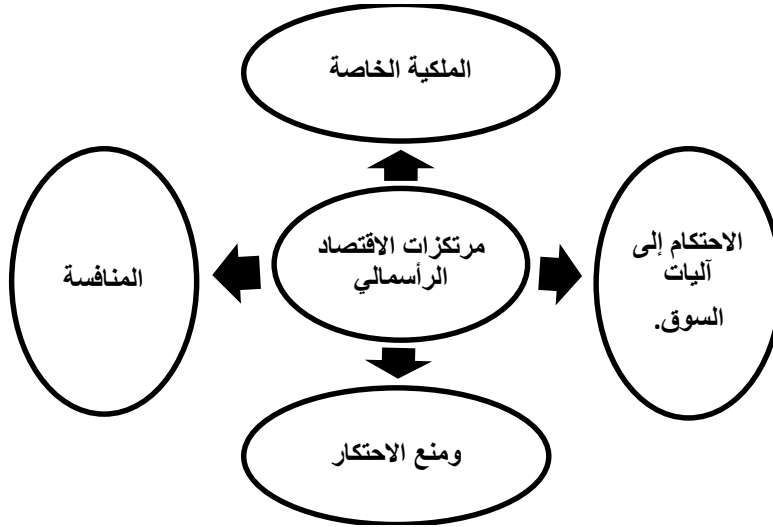 الملكية الخاصة
الاحتكام إلى
آليات
السوق.
مرتكزات الاقتصاد
الرأسمالي
المنافسة
ومنع الاحتكار